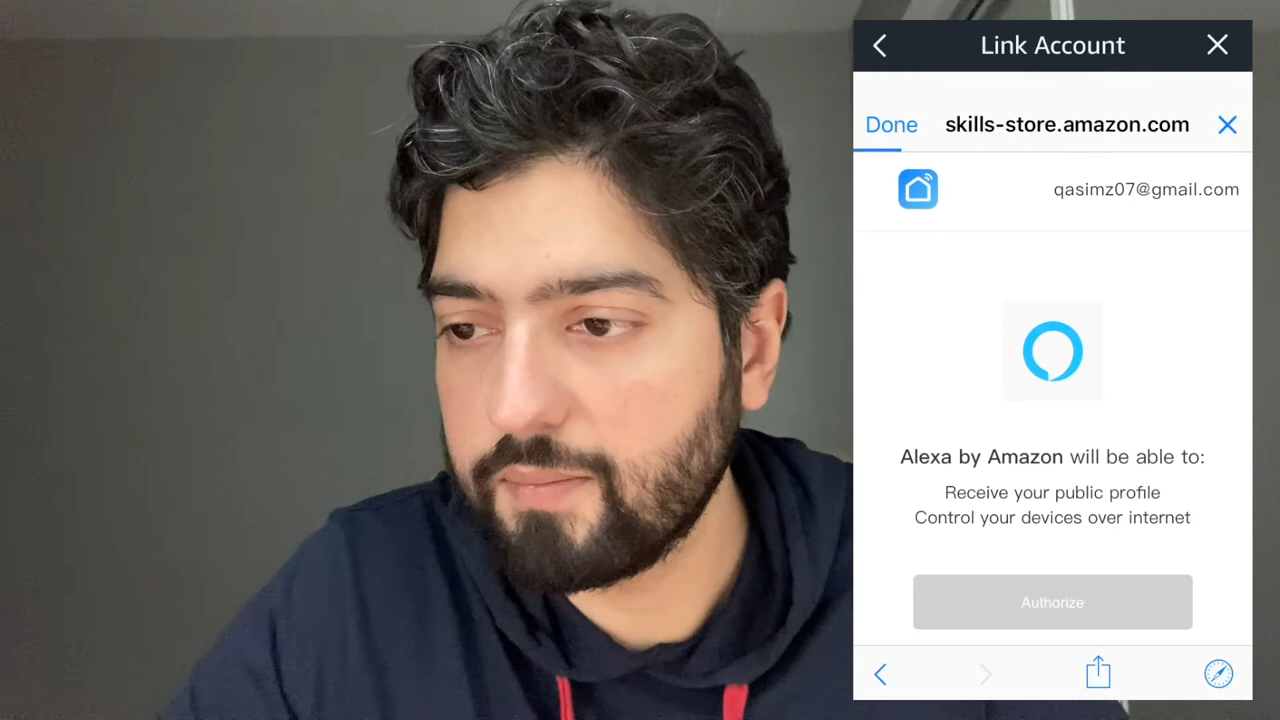 Link Account
Done skills-store.amazon.com
qasimz07@gmail.com
Alexa by Amazon will be able to:
Receive your public profile
Control your devices over internet
Authorize